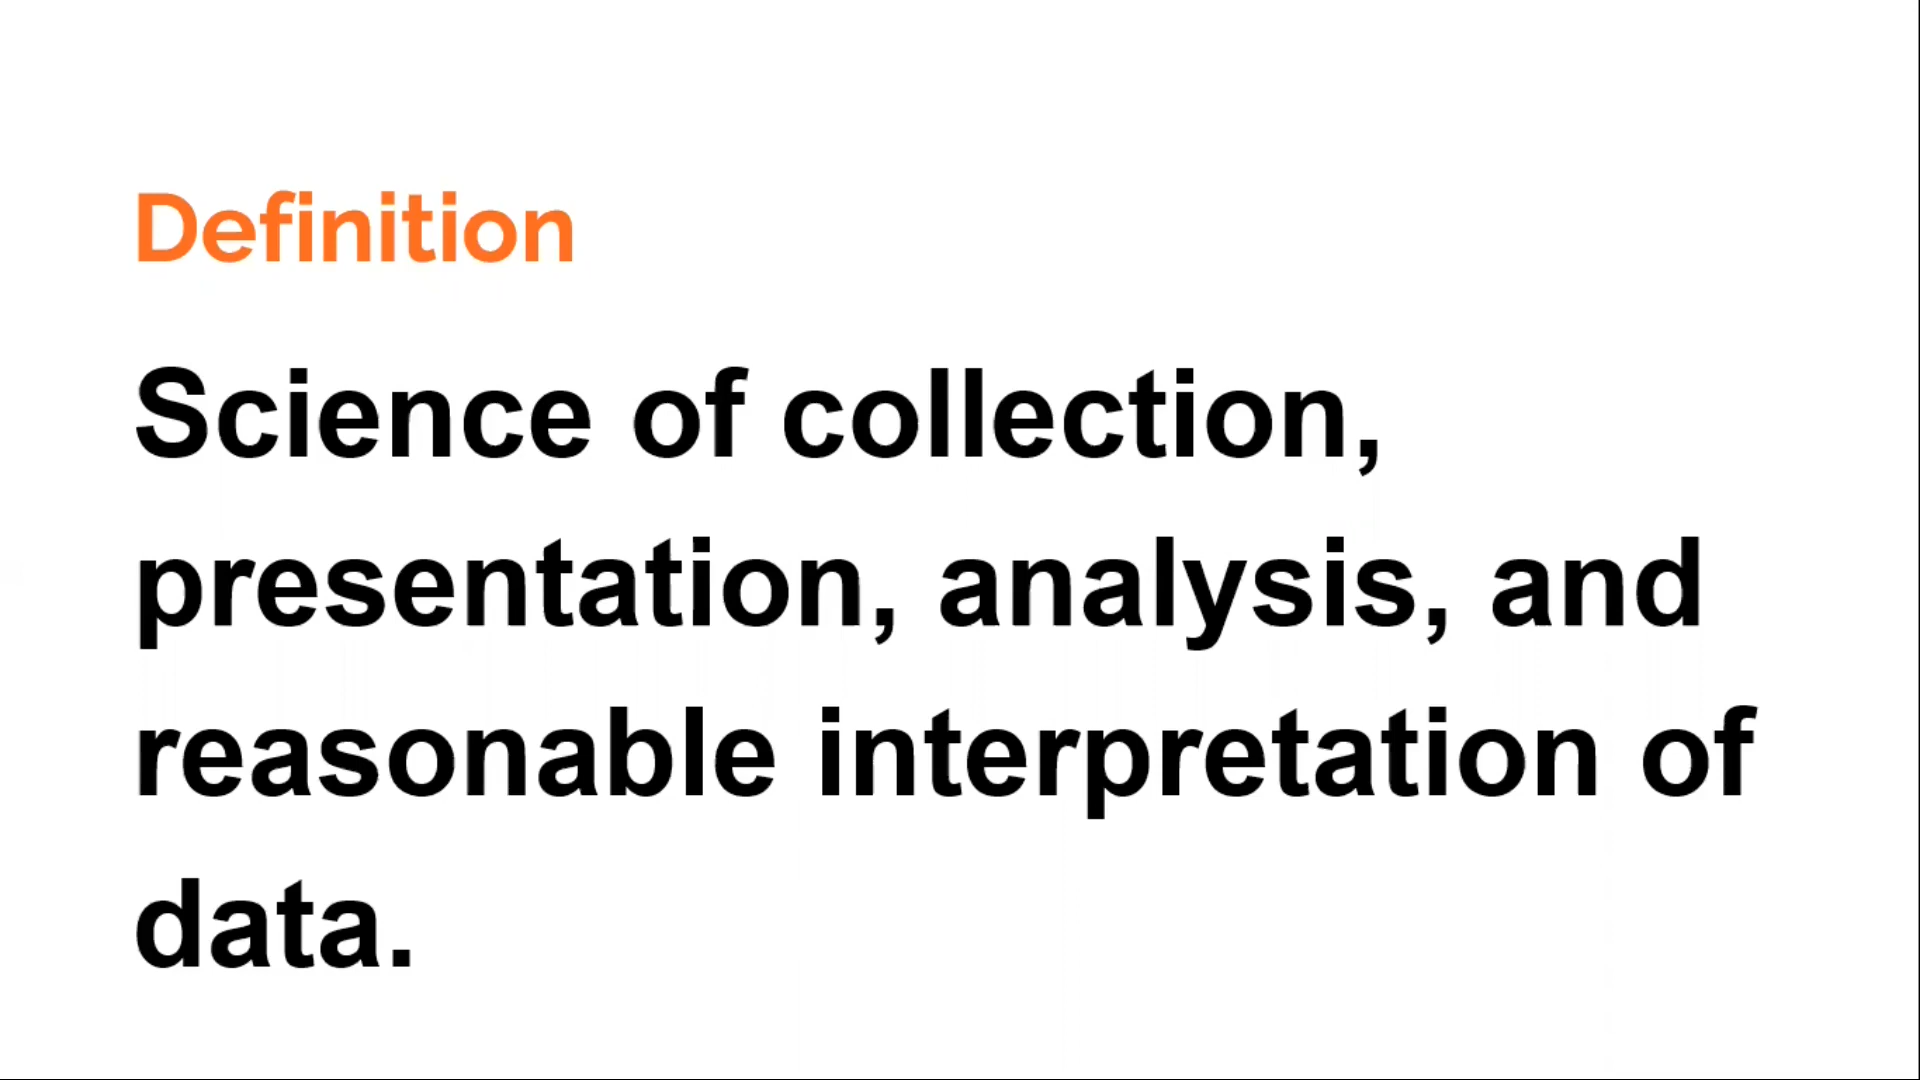 Definition
Science of collection,
presentation, analysis, and
reasonable interpretation of
data.